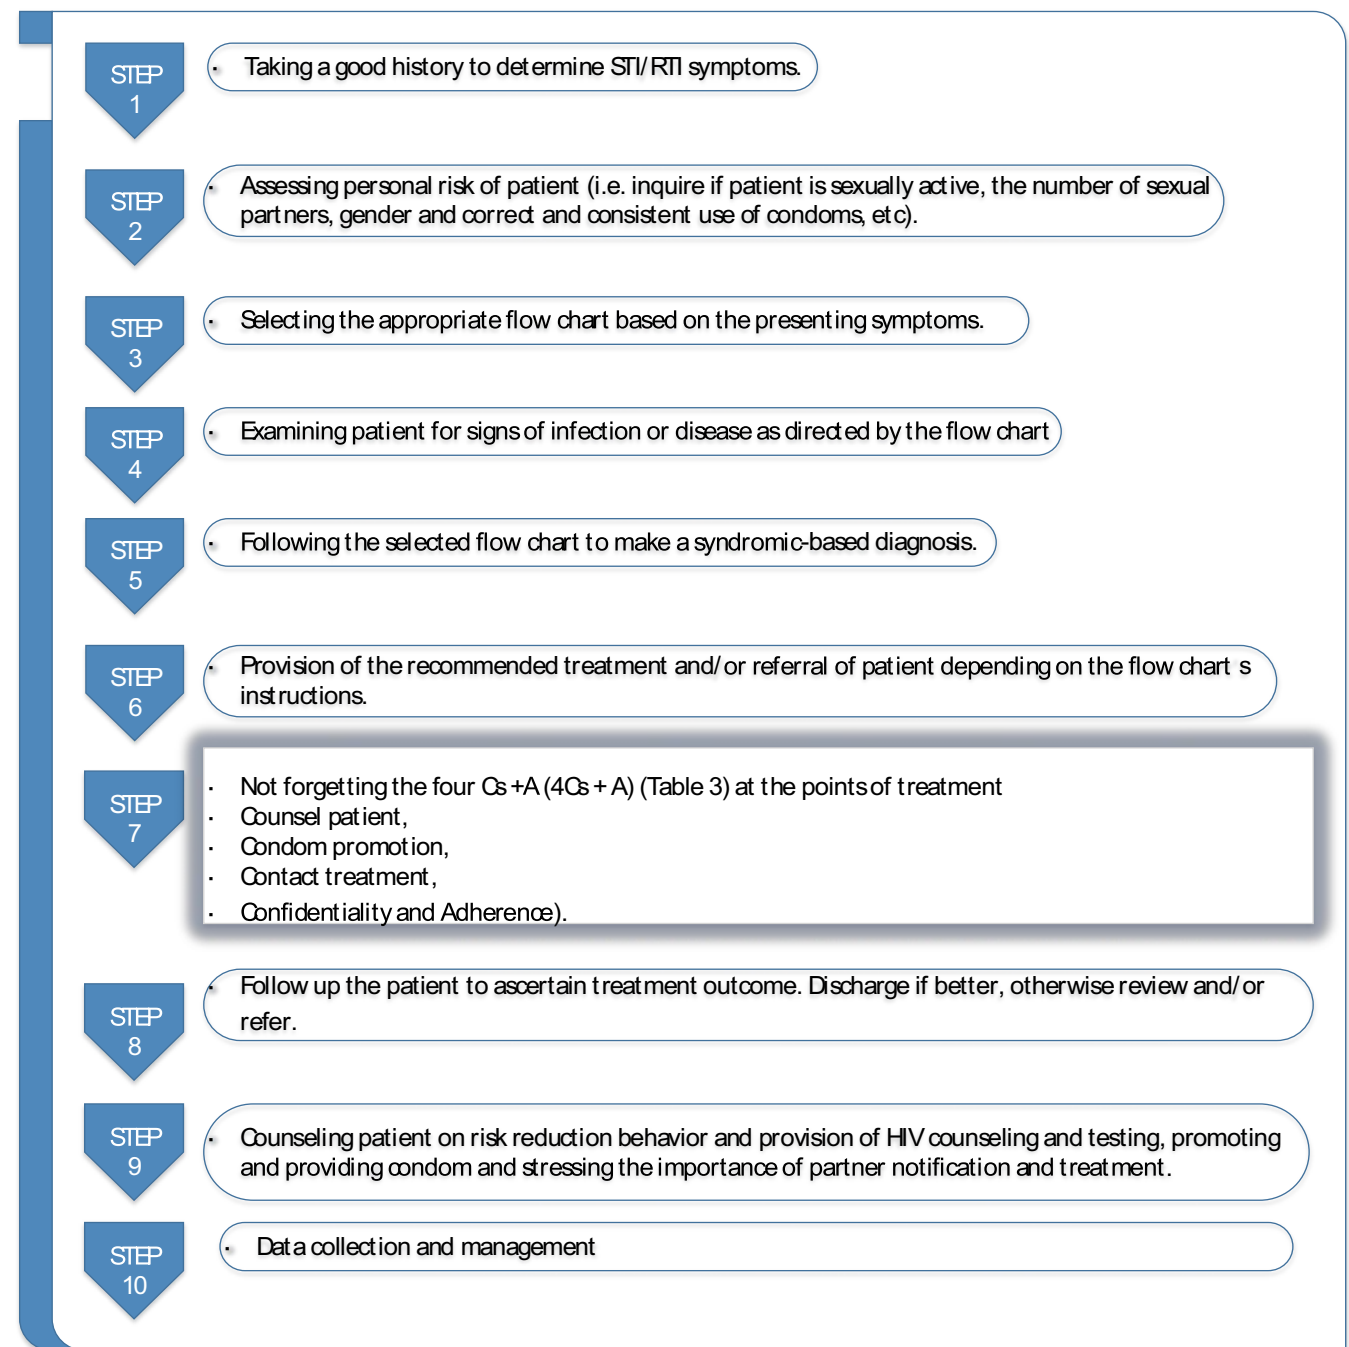 STEP
1
· Taking a good history to determine STI/RTI symptoms.
STEP
2
· Assessing personal risk of patient (i.e. inquire if patient is sexually active, the number of sexual
partners, gender and correct and consistent use of condoms, etc).
STEP
3
· Selecting the appropriate flow chart based on the presenting symptoms.
STEP
4
· Examining patient for signs of infection or disease as directed by the flow chart
STEP
5
· Following the selected flow chart to make a syndromic-based diagnosis.
STEP
6
· Provision of the recommended treatment and/or referral of patient depending on the flow chart s
instructions.
STEP
7
· Not forgetting the four Cs +A (4Cs + A) (Table 3) at the points of treatment
· Counsel patient,
· Condom promotion,
· Contact treatment,
· Confidentiality and Adherence).
STEP
8
· Follow up the patient to ascertain treatment outcome. Discharge if better, otherwise review and/or
refer.
STEP
9
· Counseling patient on risk reduction behavior and provision of HIV counseling and testing, promoting
and providing condom and stressing the importance of partner notification and treatment.
STEP
10
· Data collection and management